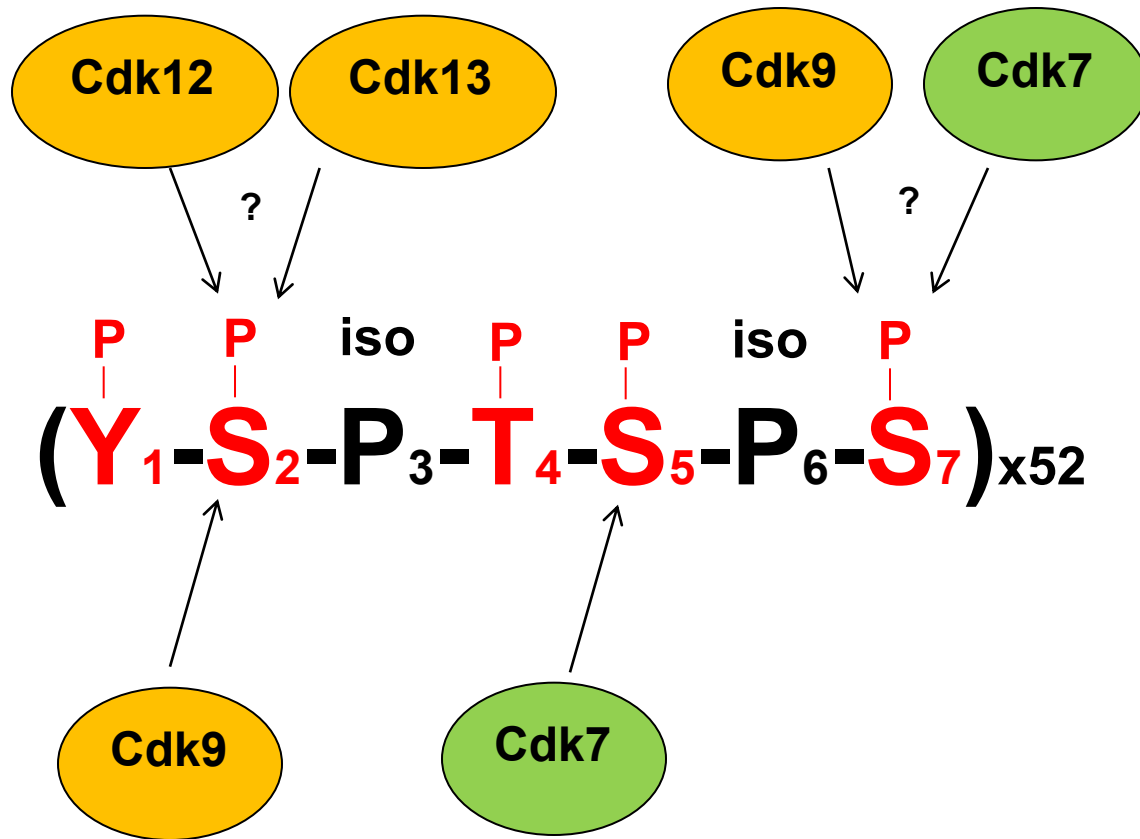 Cdk12 Cdk13 Cdk9 Cdk7
? ?
P P iso P P iso P
(Y1-S2-P3-T4-S5-P6-S7)x52
Cdk9 Cdk7